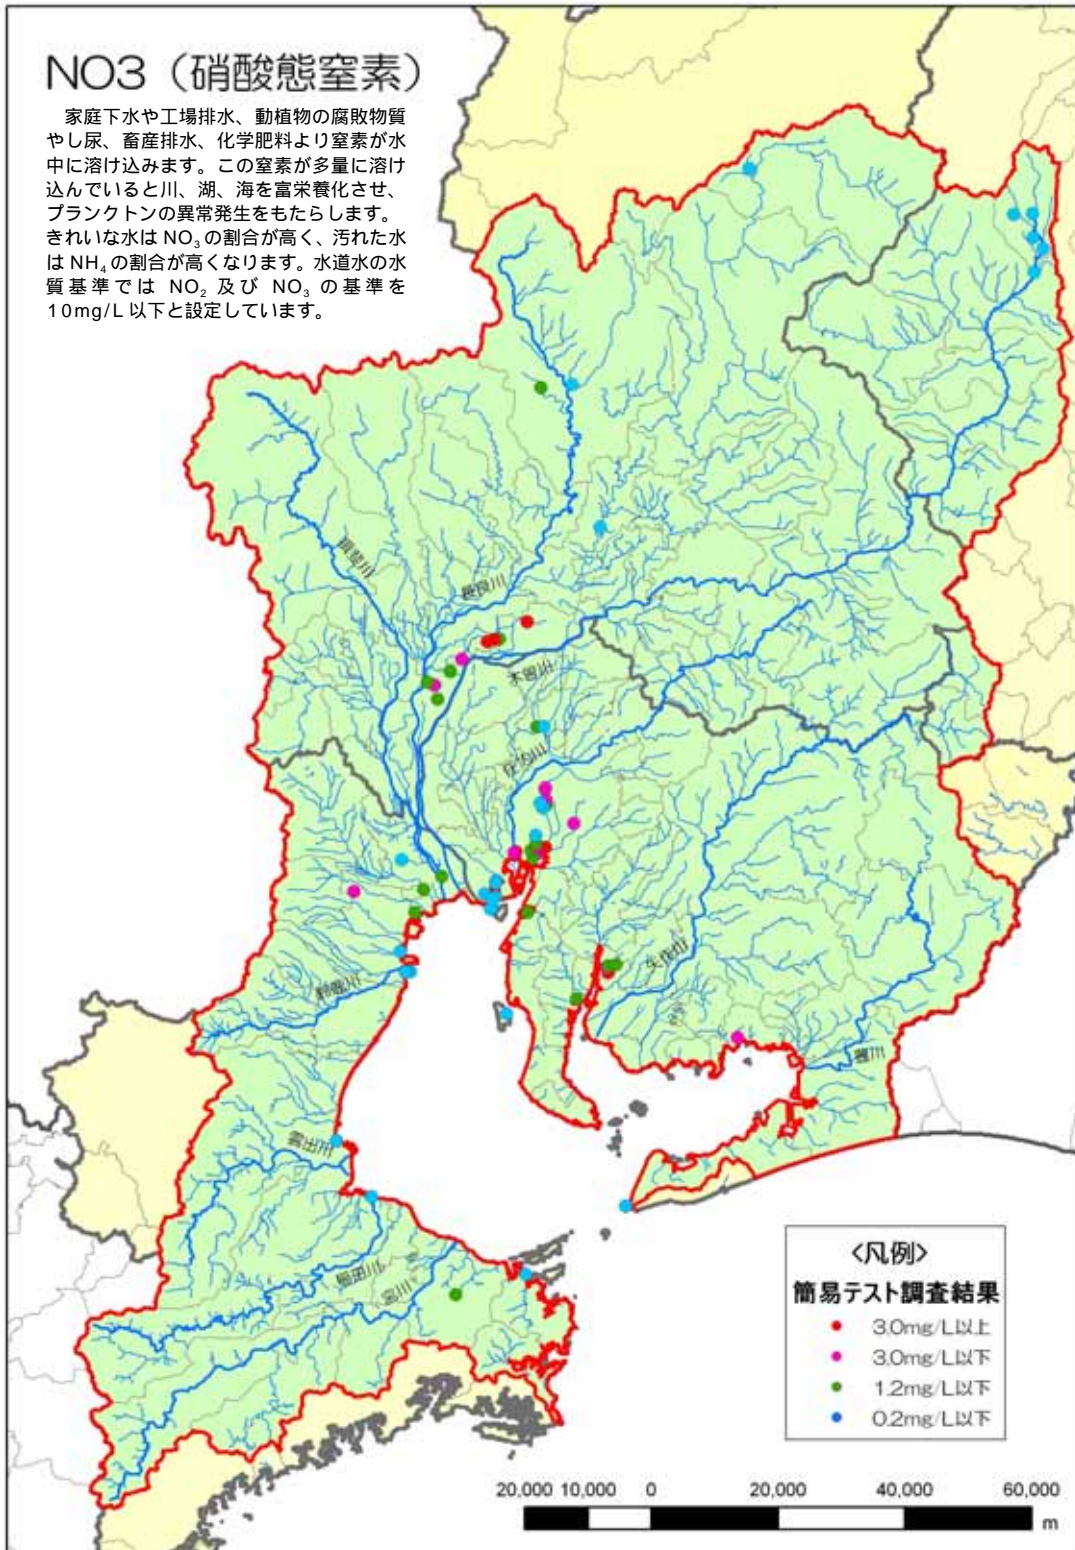 NO3（硝酸態窒素）
　家庭下水や工場排水、動植物の腐敗物質
やし尿、畜産排水、化学肥料より窒素が水
中に溶け込みます。この窒素が多量に溶け
込んでいると川、湖、海を富栄養化させ、
プランクトンの異常発生をもたらします。
きれいな水は NO₃の割合が高く、汚れた水
は NH₄の割合が高くなります。水道水の水
質基準では NO₂ 及び NO₃ の基準を
10mg/L 以下と設定しています。
揖斐川
長良川
木曽川
庄内川
矢作川
鈴鹿川
豊川
雲出川
櫛田川
宮川
<凡例>
簡易テスト調査結果
3.0mg/L以上
3.0mg/L以下
1.2mg/L以下
0.2mg/L以下
20,000 10,000 0 20,000 40,000 60,000
m